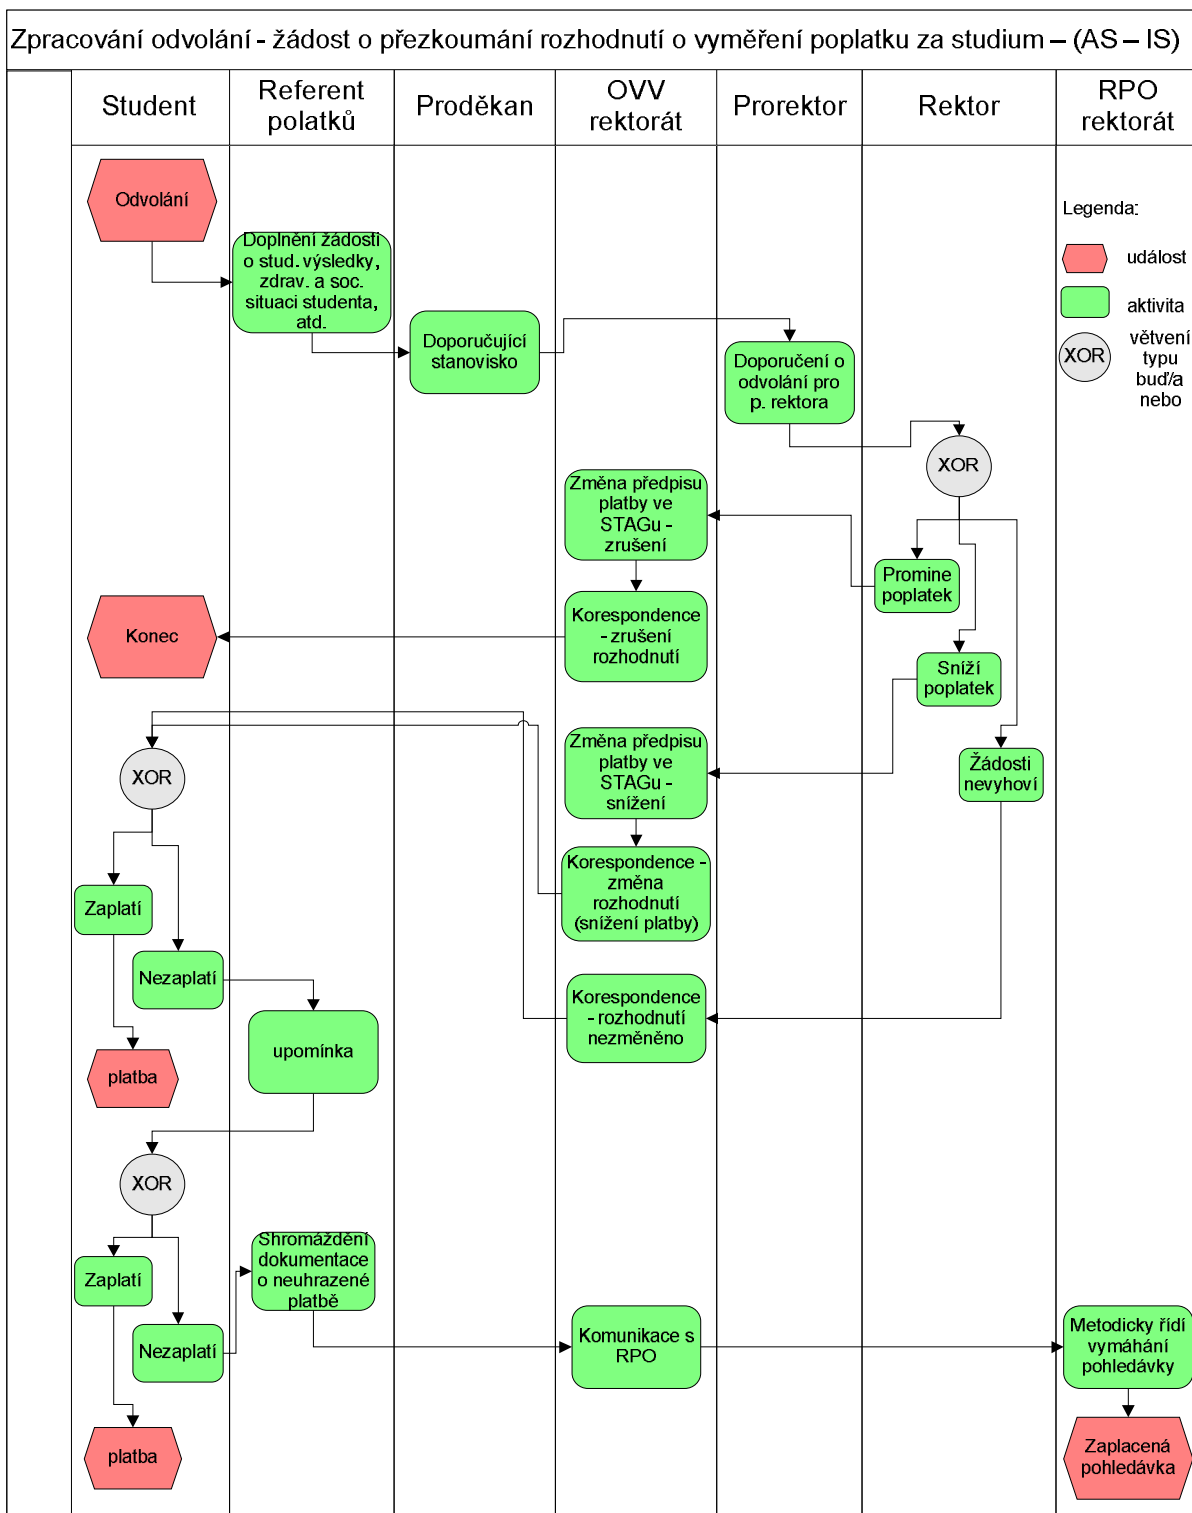 Zpracování odvolání - žádost o přezkoumání rozhodnutí o vyměření poplatku za studium – (AS – IS)
Student
Referent
polatků
Proděkan
OVV
rektorát
Prorektor
Rektor
RPO
rektorát
Odvolání
Legenda:
událost
aktivita
XOR
větvení
typu
buď/a
nebo
Doplnění žádosti
o stud. výsledky,
zdrav. a soc.
situaci studenta,
atd.
Doporučující
stanovisko
Doporučení o
odvolání pro
p. rektora
XOR
Změna předpisu
platby ve
STAGu -
zrušení
Promine
poplatek
Korespondence
- zrušení
rozhodnutí
Konec
Sníží
poplatek
Změna předpisu
platby ve
STAGu -
snížení
Žádosti
nevyhoví
XOR
Korespondence -
změna
rozhodnutí
(snížení platby)
Zaplatí
Nezaplatí
Korespondence
- rozhodnutí
nezměněno
upomínka
platba
XOR
Shromáždění
dokumentace
o neuhrazené
platbě
Zaplatí
Nezaplatí
Komunikace s
RPO
Metodicky řídí
vymáhání
pohledávky
platba
Zaplacená
pohledávka